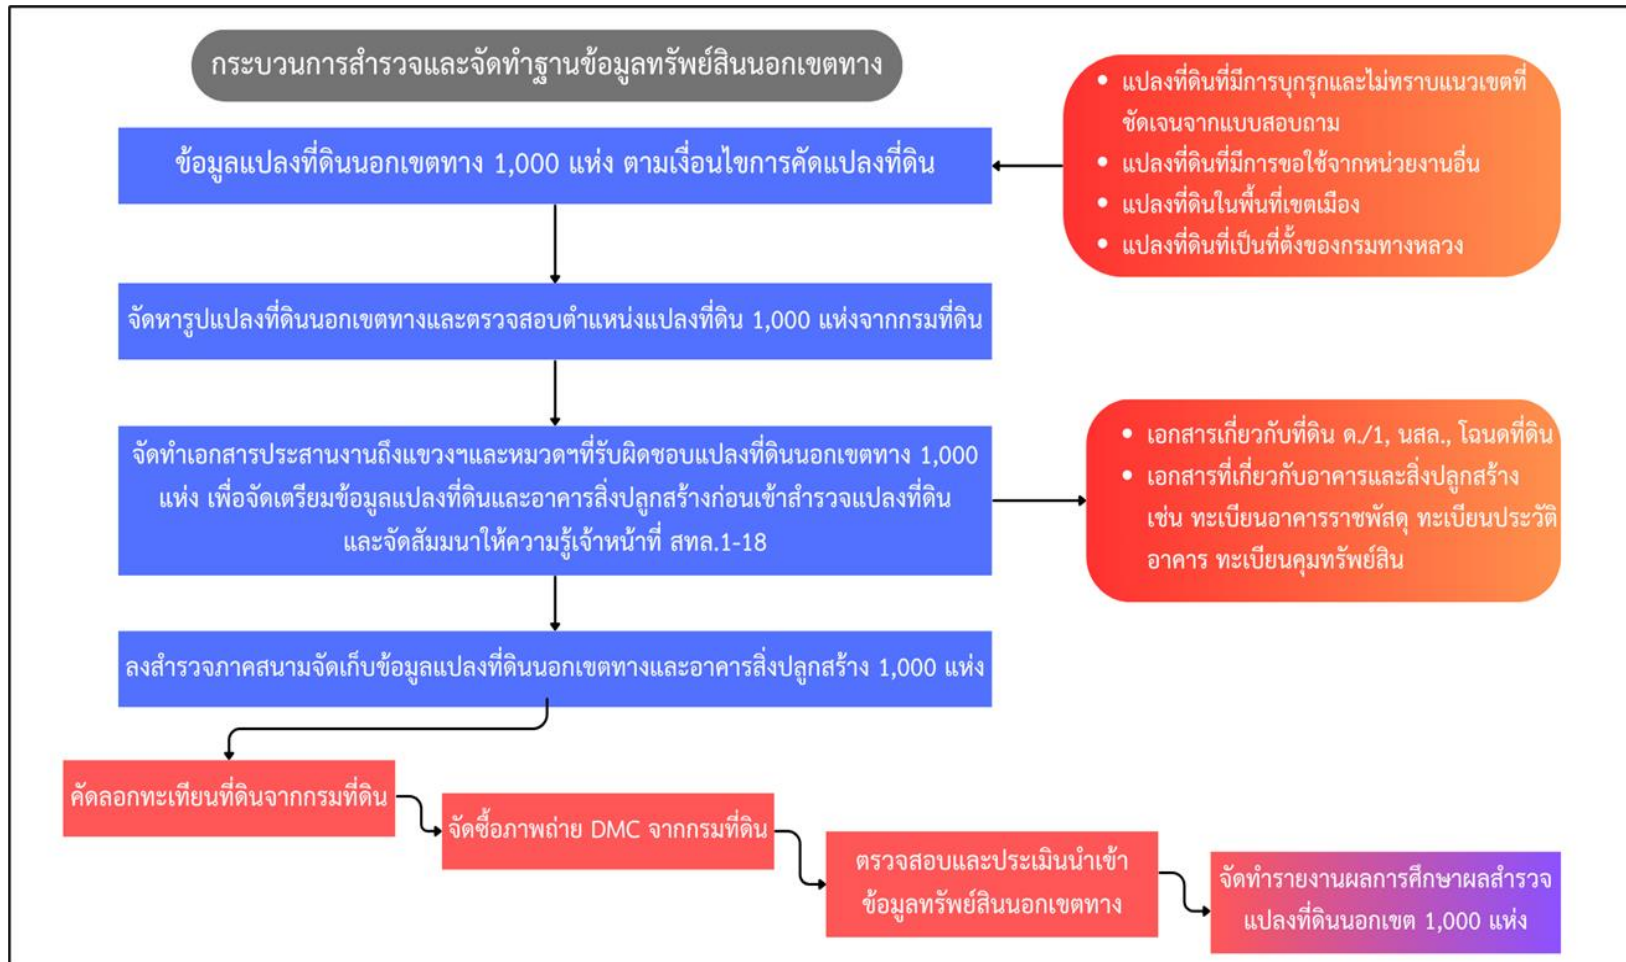 กระบวนการสำรวจและจัดทำฐานข้อมูลทรัพย์สินนอกเขตทาง
ข้อมูลแปลงที่ดินนอกเขตทาง 1,000 แห่ง ตามเงื่อนไขการคัดแปลงที่ดิน
• แปลงที่ดินที่มีการบุกรุกและไม่ทราบแนวเขตที่
ชัดเจนจากแบบสอบถาม
• แปลงที่ดินที่มีการขอใช้จากหน่วยงานอื่น
• แปลงที่ดินในพื้นที่เขตเมือง
• แปลงที่ดินที่เป็นที่ตั้งของกรมทางหลวง
จัดหารูปแปลงที่ดินนอกเขตทางและตรวจสอบตำแหน่งแปลงที่ดิน 1,000 แห่งจากกรมที่ดิน
จัดทำเอกสารประสานงานถึงแขวงฯและหมวดฯที่รับผิดชอบแปลงที่ดินนอกเขตทาง 1,000
แห่ง เพื่อจัดเตรียมข้อมูลแปลงที่ดินและอาคารสิ่งปลูกสร้างก่อนเข้าสำรวจแปลงที่ดิน
และจัดสัมมนาให้ความรู้เจ้าหน้าที่ สทล.1-18
• เอกสารเกี่ยวกับที่ดิน ด./1, นสล., โฉนดที่ดิน
• เอกสารที่เกี่ยวกับอาคารและสิ่งปลูกสร้าง
เช่น ทะเบียนอาคารราชพัสดุ ทะเบียนประวัติ
อาคาร ทะเบียนคุมทรัพย์สิน
ลงสำรวจภาคสนามจัดเก็บข้อมูลแปลงที่ดินนอกเขตทางและอาคารสิ่งปลูกสร้าง 1,000 แห่ง
คัดลอกทะเทียนที่ดินจากกรมที่ดิน
จัดซื้อภาพถ่าย DMC จากกรมที่ดิน
ตรวจสอบและประเมินนำเข้า
ข้อมูลทรัพย์สินนอกเขตทาง
จัดทำรายงานผลการศึกษาผลสำรวจ
แปลงที่ดินนอกเขต 1,000 แห่ง